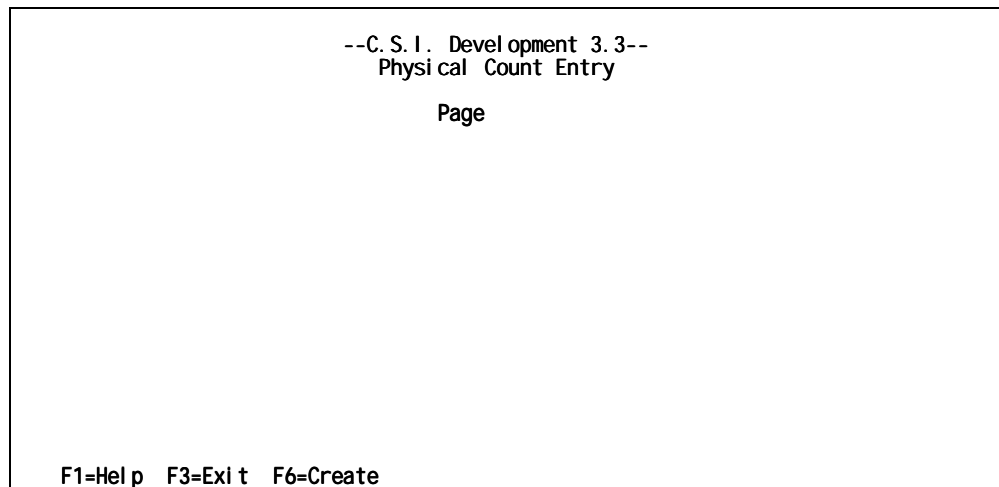 --C.S.I. Development 3.3--
Physical Count Entry
Page
F1=Help F3=Exit F6=Create